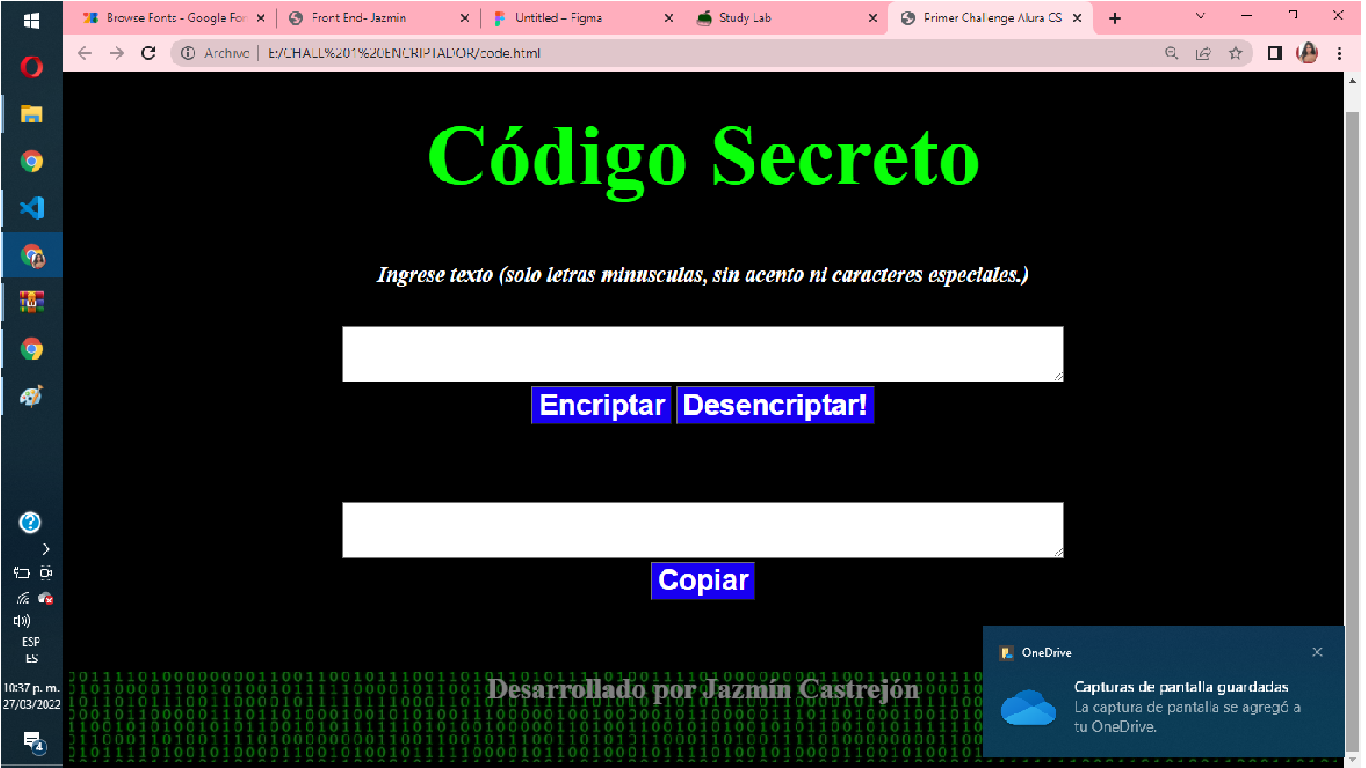 Browse Fonts - Google Fon
Front End- Jazmin
Untitled – Figma
Study Lab
Primer Challenge Alura CS
Archivo | E:/CHALL%201%20ENCRIPTADOR/code.html
Código Secreto
Ingrese texto (solo letras minusculas, sin acento ni caracteres especiales.)
Encriptar Desencriptar!
Copiar
Desarrollado por Jazmín Castrejón
OneDrive
Capturas de pantalla guardadas
La captura de pantalla se agregó a
tu OneDrive.
ESP
ES
10:37 p. m.
27/03/2022
4